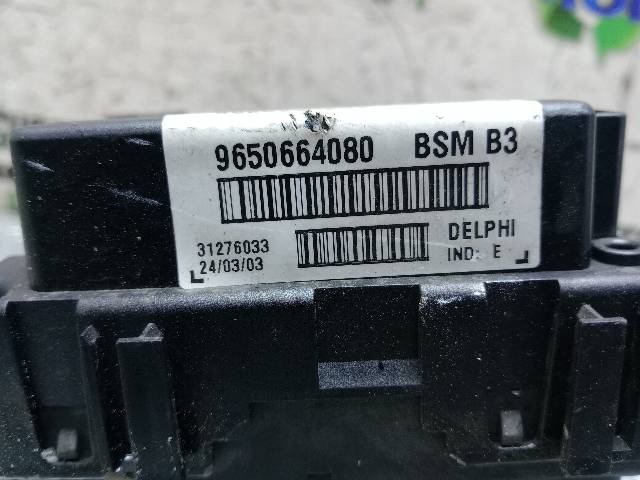 9650664080 BSM B3
31276033 DELPHI
24/03/03 IND: E